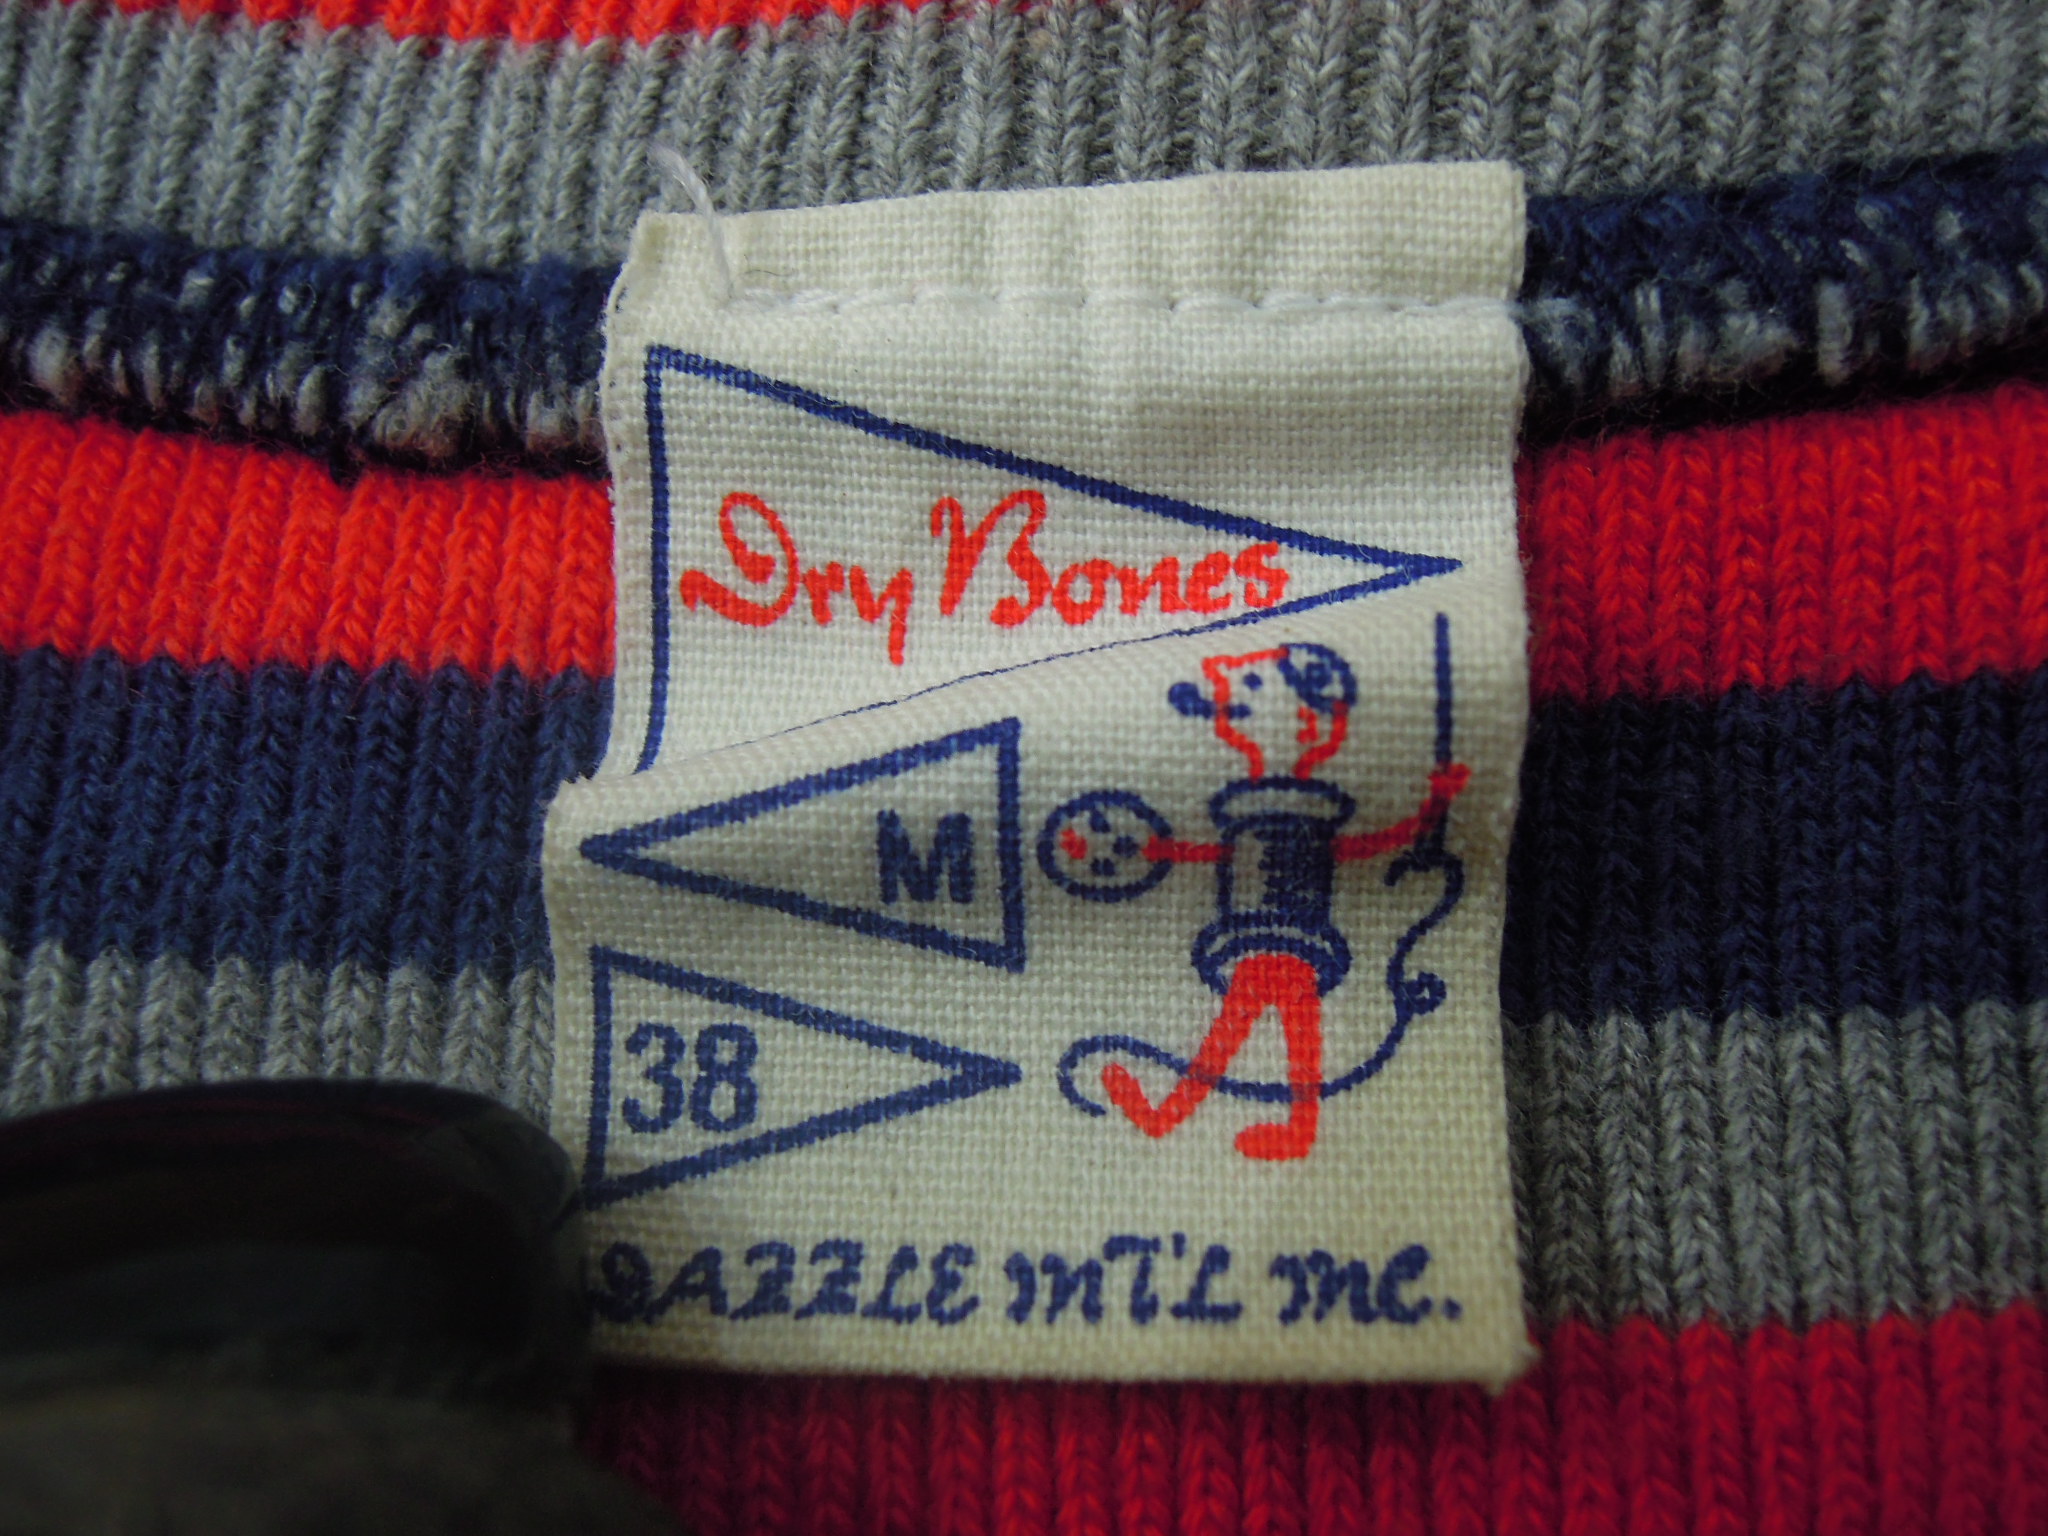 Dry Bones
M
38
DAZZLE INT'L INC.